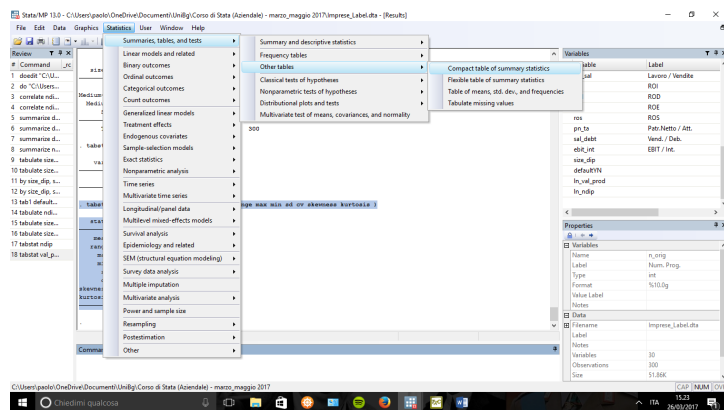 Stata/MP 13.0 - C:\Users\paolo\OneDrive\Documenti\UniBg\Corso di Stata (Aziendale) - marzo_maggio 2017\Imprese_Label.dta - [Results]
File Edit Data Graphics Statistics User Window Help
Review
# Command _rc
1 doedit "C:\U...
2 do "C:\Users...
3 correlate ndi...
4 correlate ndi...
5 summarize d...
6 summarize d...
7 summarize n...
8 summarize d...
9 tabulate size...
10 tabulate size...
11 by size_dip, s...
12 by size_dip, s...
13 tab1 default...
14 tabulate ndi...
15 tabulate size...
16 tabulate size...
17 tabstat ndip
18 tabstat val_p...
Summaries, tables, and tests
Linear models and related
Binary outcomes
Ordinal outcomes
Categorical outcomes
Count outcomes
Generalized linear models
Treatment effects
Endogenous covariates
Sample-selection models
Exact statistics
Nonparametric analysis
Time series
Multivariate time series
Longitudinal/panel data
Multilevel mixed-effects models
Survival analysis
Epidemiology and related
SEM (structural equation modeling)
Survey data analysis
Multiple imputation
Multivariate analysis
Power and sample size
Resampling
Postestimation
Other
Summary and descriptive statistics
Frequency tables
Other tables
Classical tests of hypotheses
Nonparametric tests of hypotheses
Distributional plots and tests
Multivariate test of means, covariances, and normality
Compact table of summary statistics
Flexible table of summary statistics
Table of means, std. dev., and frequencies
Tabulate missing values
300
nge max min sd cv skewness kurtosis )
Comman
Variables
able Label
_sal Lavoro / Vendite
ROI
ROD
ROE
ros ROS
pn_ta Patr.Netto / Att.
sal_debt Vend. / Deb.
ebit_int EBIT / Int.
size_dip
defaultYN
ln_val_prod
ln_ndip
Properties
Variables
Name n_orig
Label Num. Prog.
Type int
Format %10.0g
Value Label
Notes
Data
Filename Imprese_Label.dta
Label
Notes
Variables 30
Observations 300
Size 51.86K
C:\Users\paolo\OneDrive\Documenti\UniBg\Corso di Stata (Aziendale) - marzo_maggio 2017
CAP NUM OV
Chiedimi qualcosa
ITA
15.23
26/03/2017